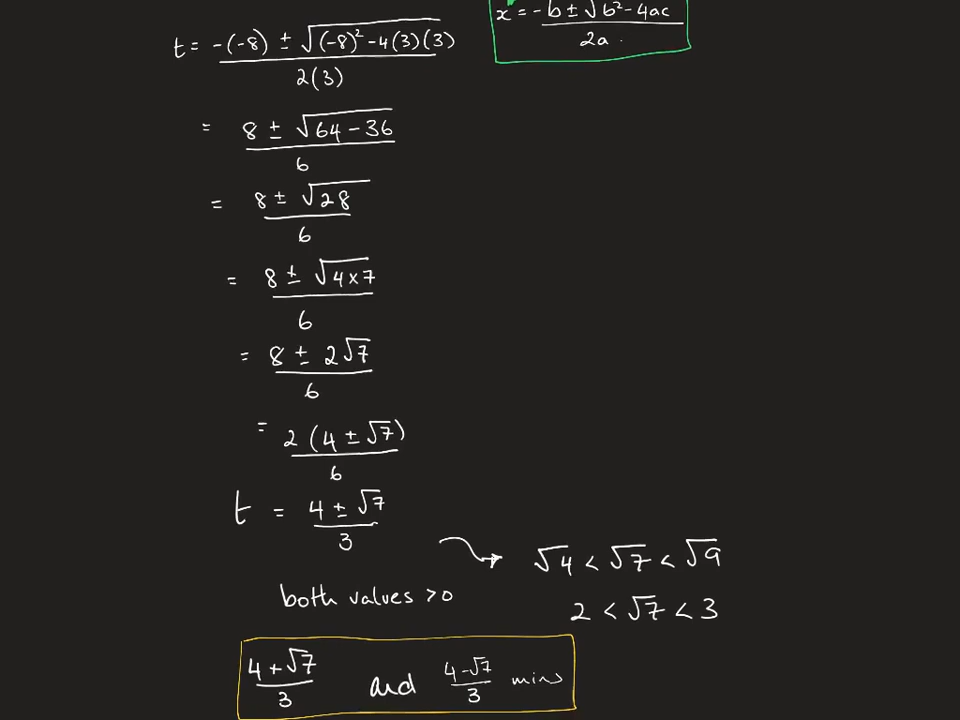 x = -b ± √b² - 4ac / 2a.
t = -(-8) ± √(-8)² - 4(3)(3) / 2(3)
= 8 ± √64 - 36 / 6
= 8 ± √28 / 6
= 8 ± √4×7 / 6
= 8 ± 2√7 / 6
= 2 (4 ± √7) / 6
t = 4 ± √7 / 3
√4 < √7 < √9
both values > 0
2 < √7 < 3
4 + √7 / 3 and 4 - √7 / 3 mins